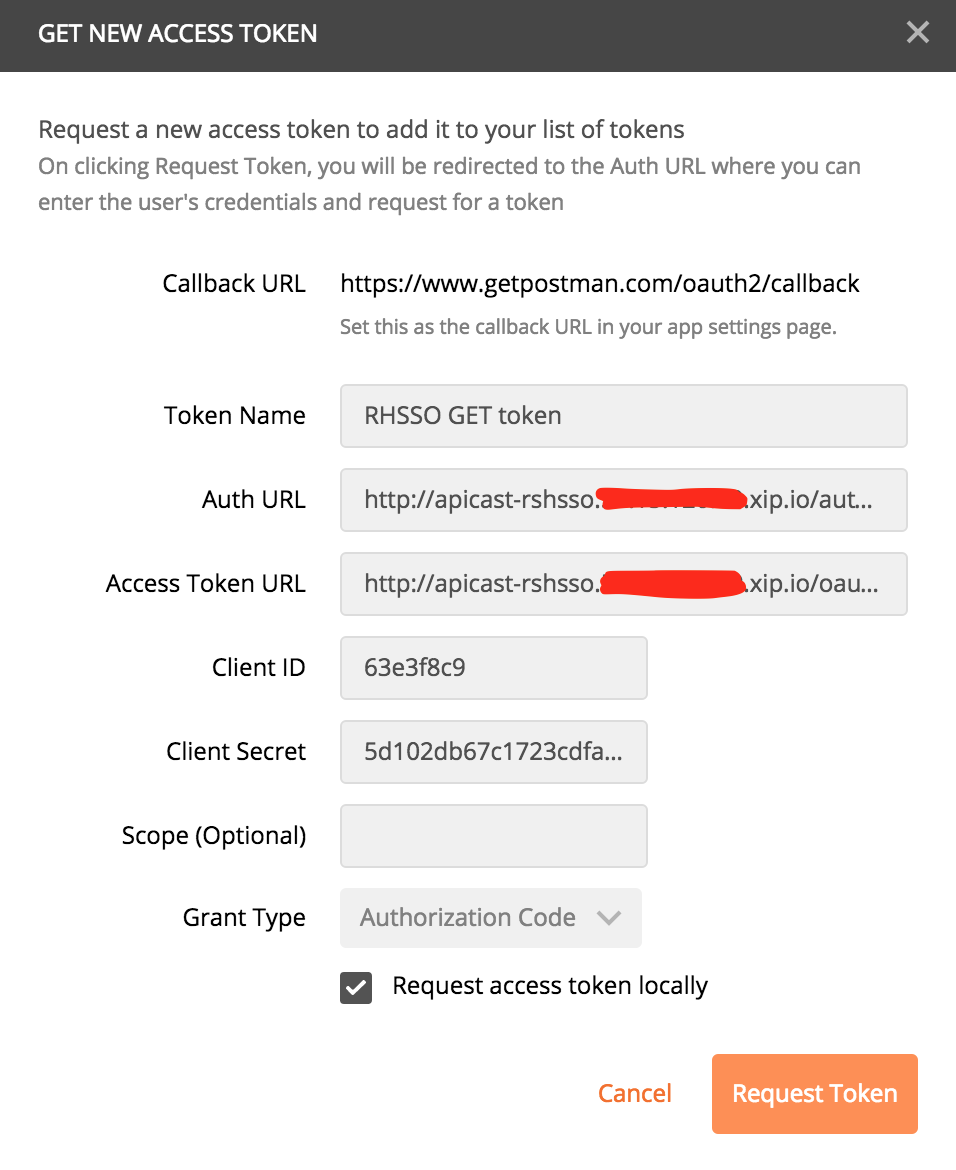 GET NEW ACCESS TOKEN
Request a new access token to add it to your list of tokens
On clicking Request Token, you will be redirected to the Auth URL where you can
enter the user's credentials and request for a token
Callback URL https://www.getpostman.com/oauth2/callback
Set this as the callback URL in your app settings page.
Token Name RHSSO GET token
Auth URL http://apicast-rshsso. .xip.io/aut...
Access Token URL http://apicast-rshsso. .xip.io/oau...
Client ID 63e3f8c9
Client Secret 5d102db67c1723cdfa...
Scope (Optional)
Grant Type Authorization Code
Request access token locally
Cancel Request Token